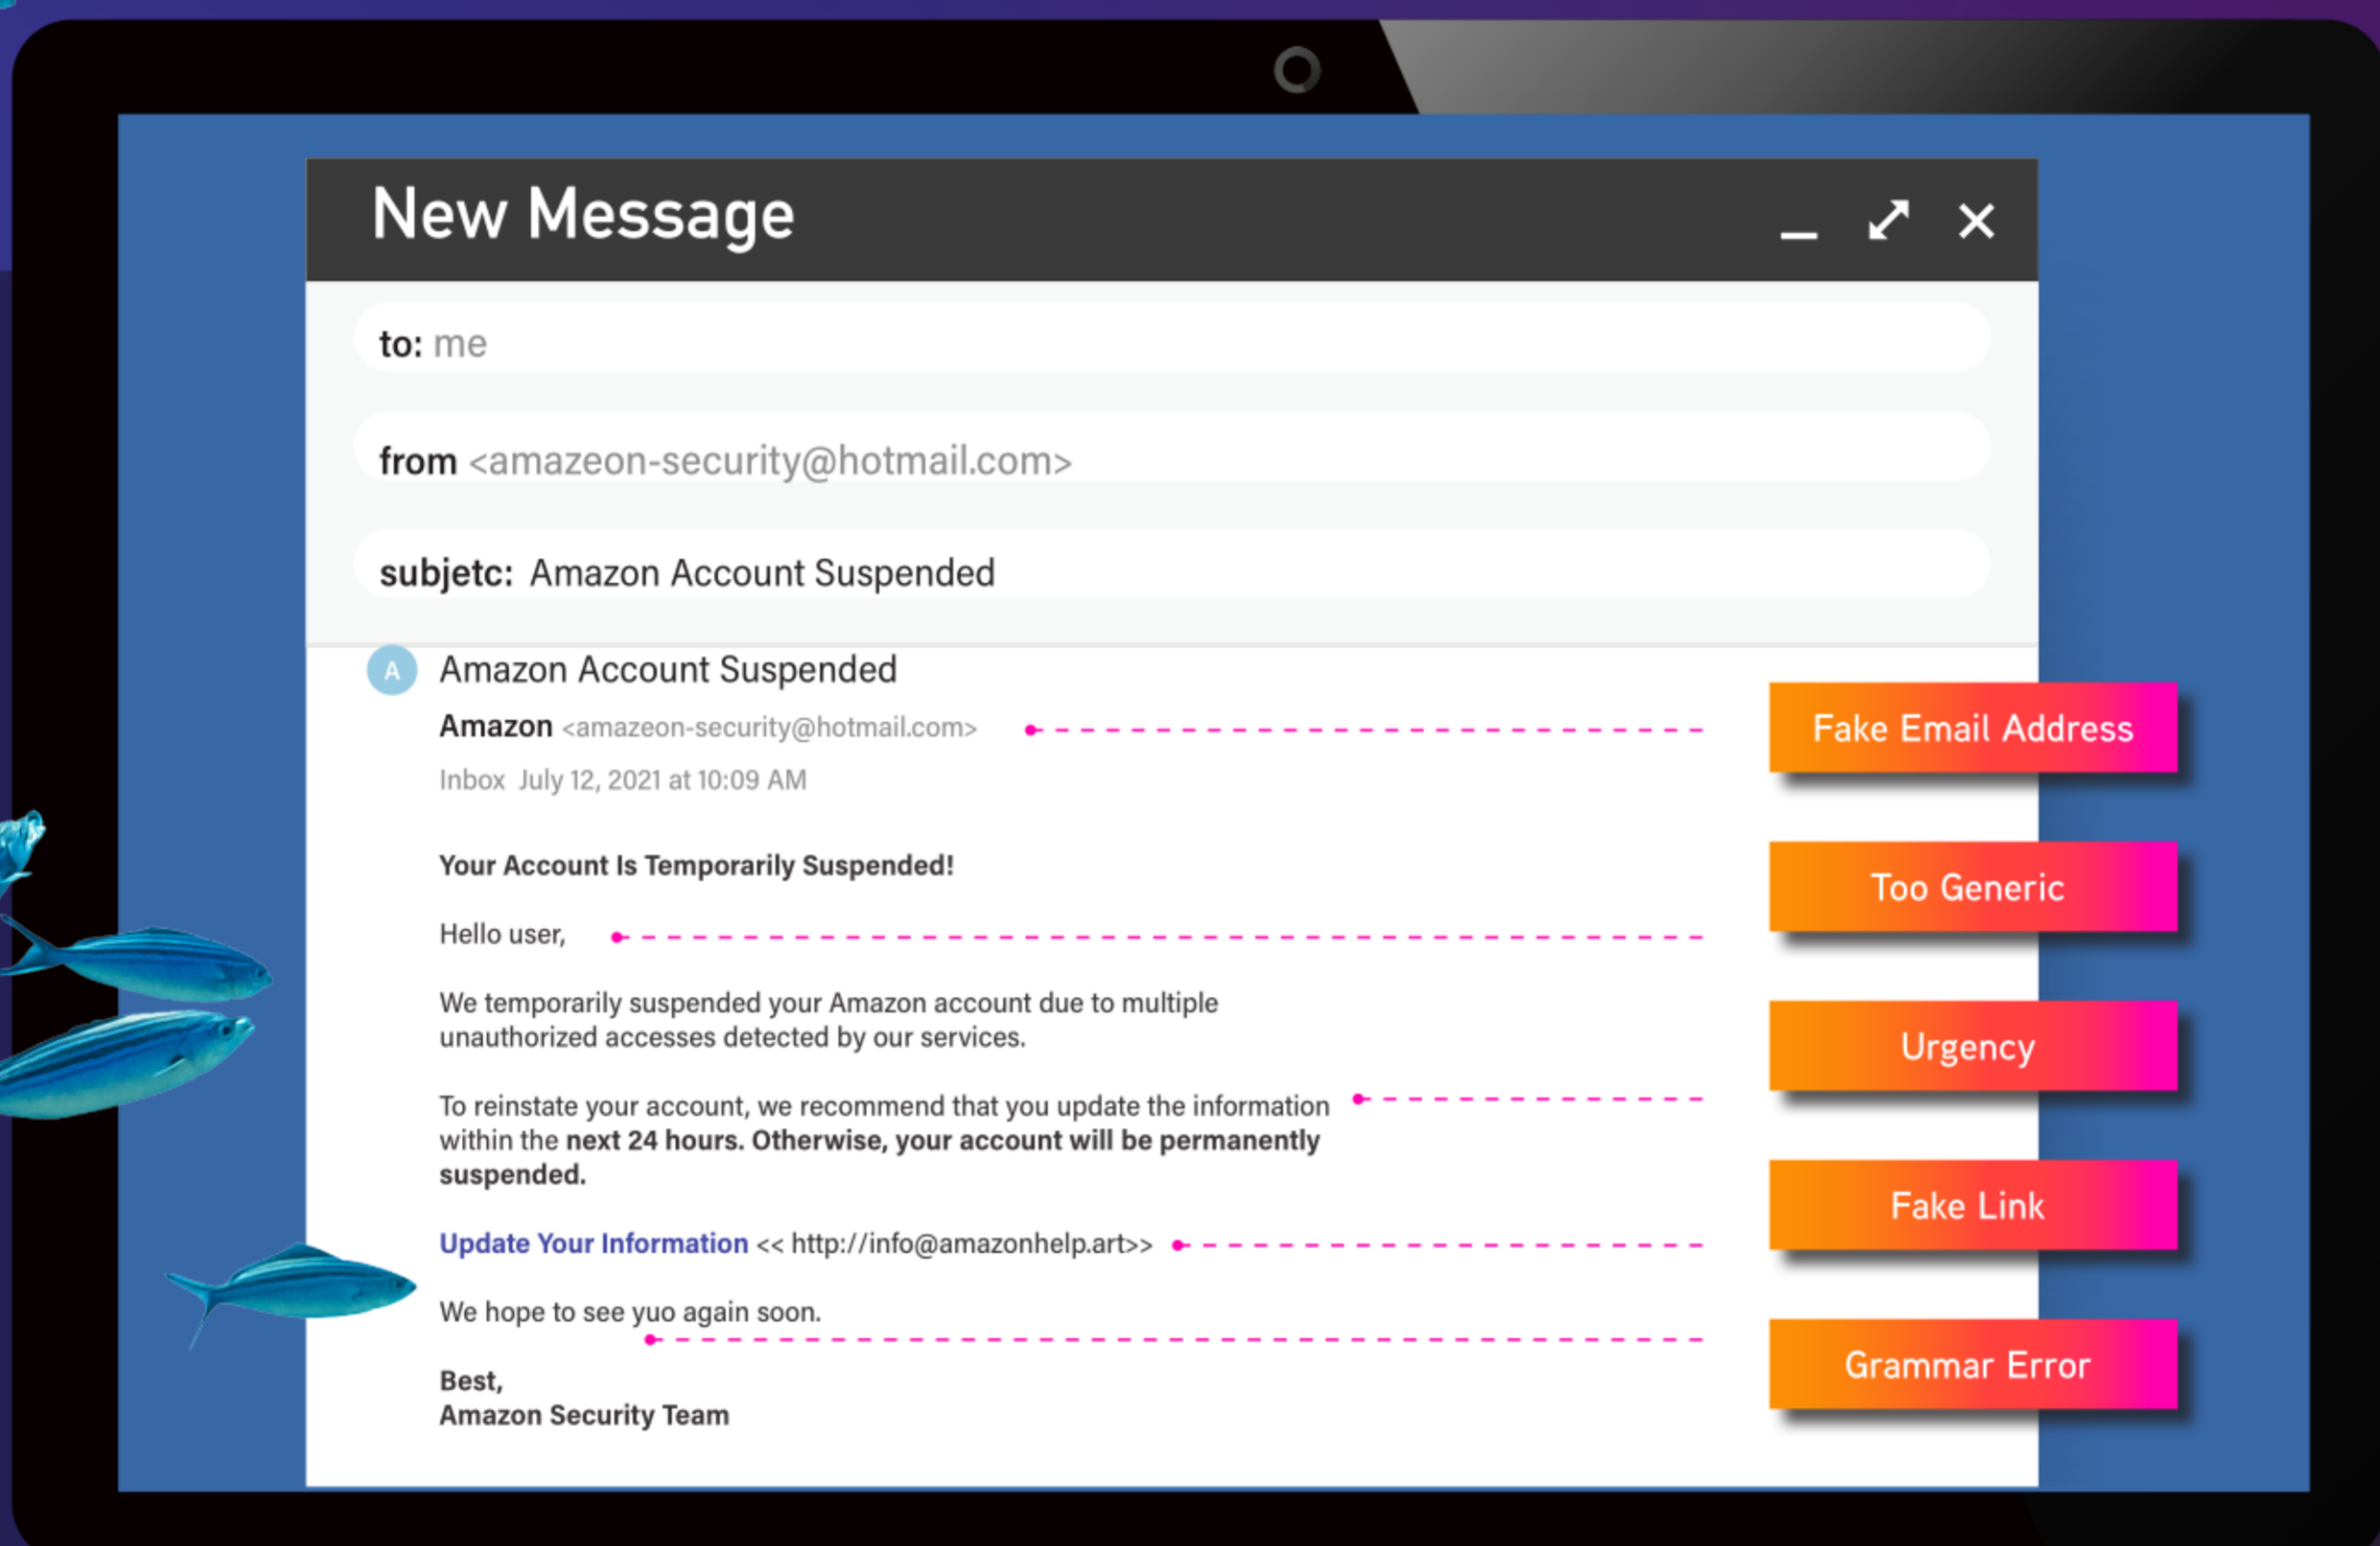 New Message
to: me
from <amazeon-security@hotmail.com>
subjetc: Amazon Account Suspended
A Amazon Account Suspended
Amazon <amazeon-security@hotmail.com>
Fake Email Address
Inbox July 12, 2021 at 10:09 AM
Your Account Is Temporarily Suspended!
Too Generic
Hello user,
We temporarily suspended your Amazon account due to multiple
unauthorized accesses detected by our services.
Urgency
To reinstate your account, we recommend that you update the information
within the next 24 hours. Otherwise, your account will be permanently
suspended.
Fake Link
Update Your Information << http://info@amazonhelp.art>>
We hope to see yuo again soon.
Grammar Error
Best,
Amazon Security Team